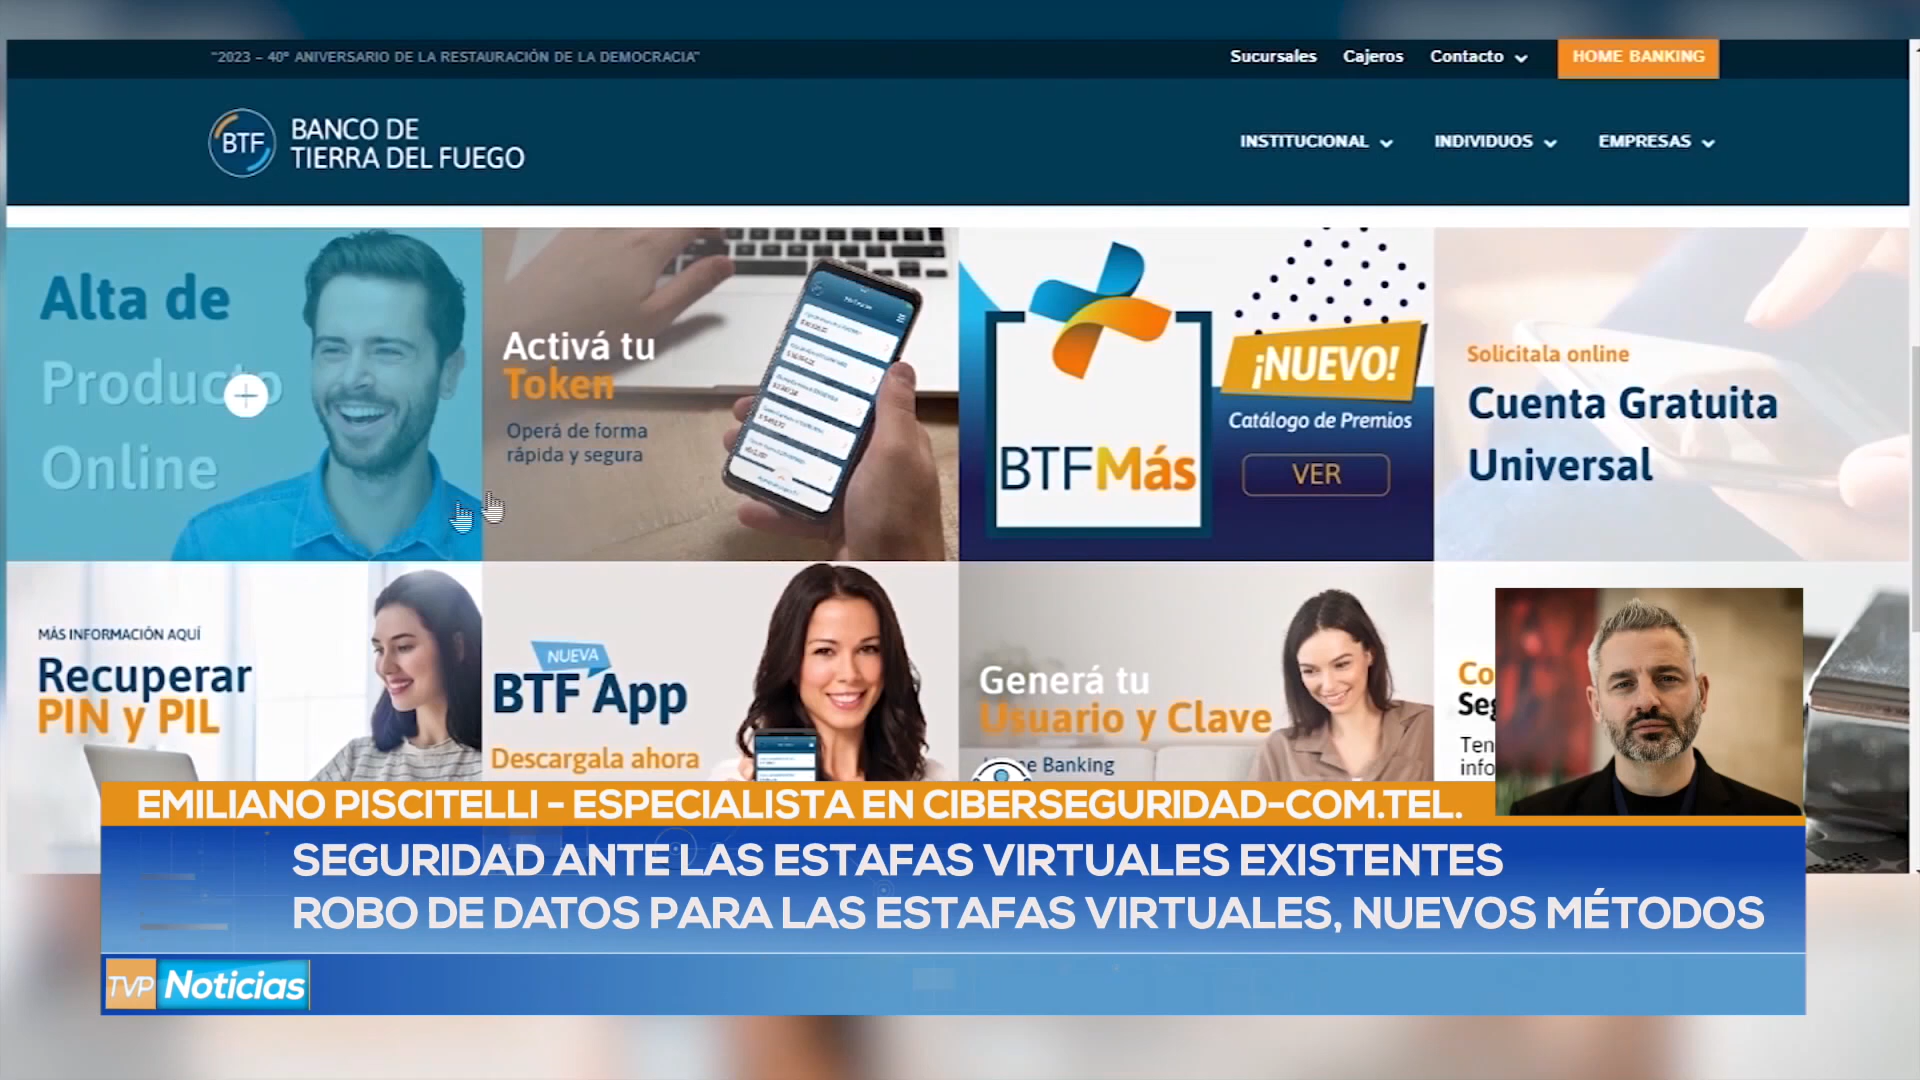 "2023 – 40° ANIVERSARIO DE LA RESTAURACIÓN DE LA DEMOCRACIA"
Sucursales Cajeros Contacto HOME BANKING
BTF BANCO DE
TIERRA DEL FUEGO
INSTITUCIONAL INDIVIDUOS EMPRESAS
Alta de
Producto
Online
Activá tu
Token
Operá de forma
rápida y segura
BTFMás
¡NUEVO!
Catálogo de Premios
VER
Solicitala online
Cuenta Gratuita
Universal
MÁS INFORMACIÓN AQUÍ
Recuperar
PIN y PIL
NUEVA
BTF App
Descargala ahora
Generá tu
Usuario y Clave
Banking
EMILIANO PISCITELLI - ESPECIALISTA EN CIBERSEGURIDAD-COM.TEL.
SEGURIDAD ANTE LAS ESTAFAS VIRTUALES EXISTENTES
ROBO DE DATOS PARA LAS ESTAFAS VIRTUALES, NUEVOS MÉTODOS
TVP Noticias